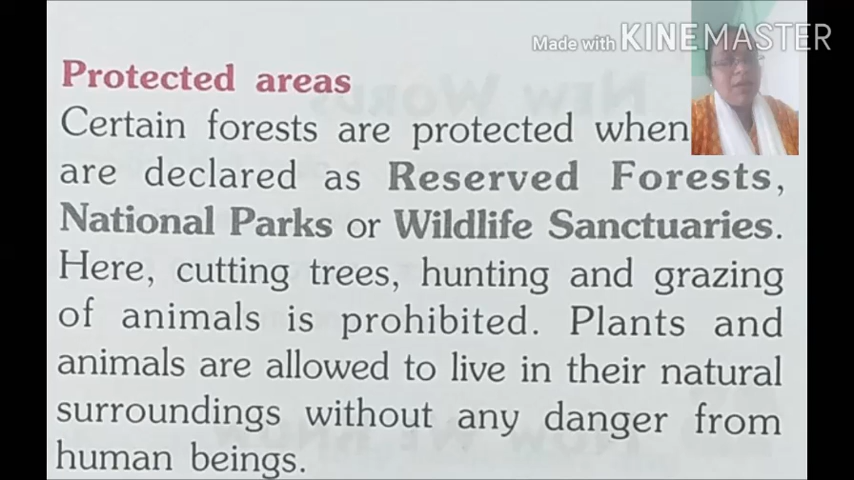 Made with KINEMASTER
Protected areas
Certain forests are protected when
are declared as Reserved Forests,
National Parks or Wildlife Sanctuaries.
Here, cutting trees, hunting and grazing
of animals is prohibited. Plants and
animals are allowed to live in their natural
surroundings without any danger from
human beings.